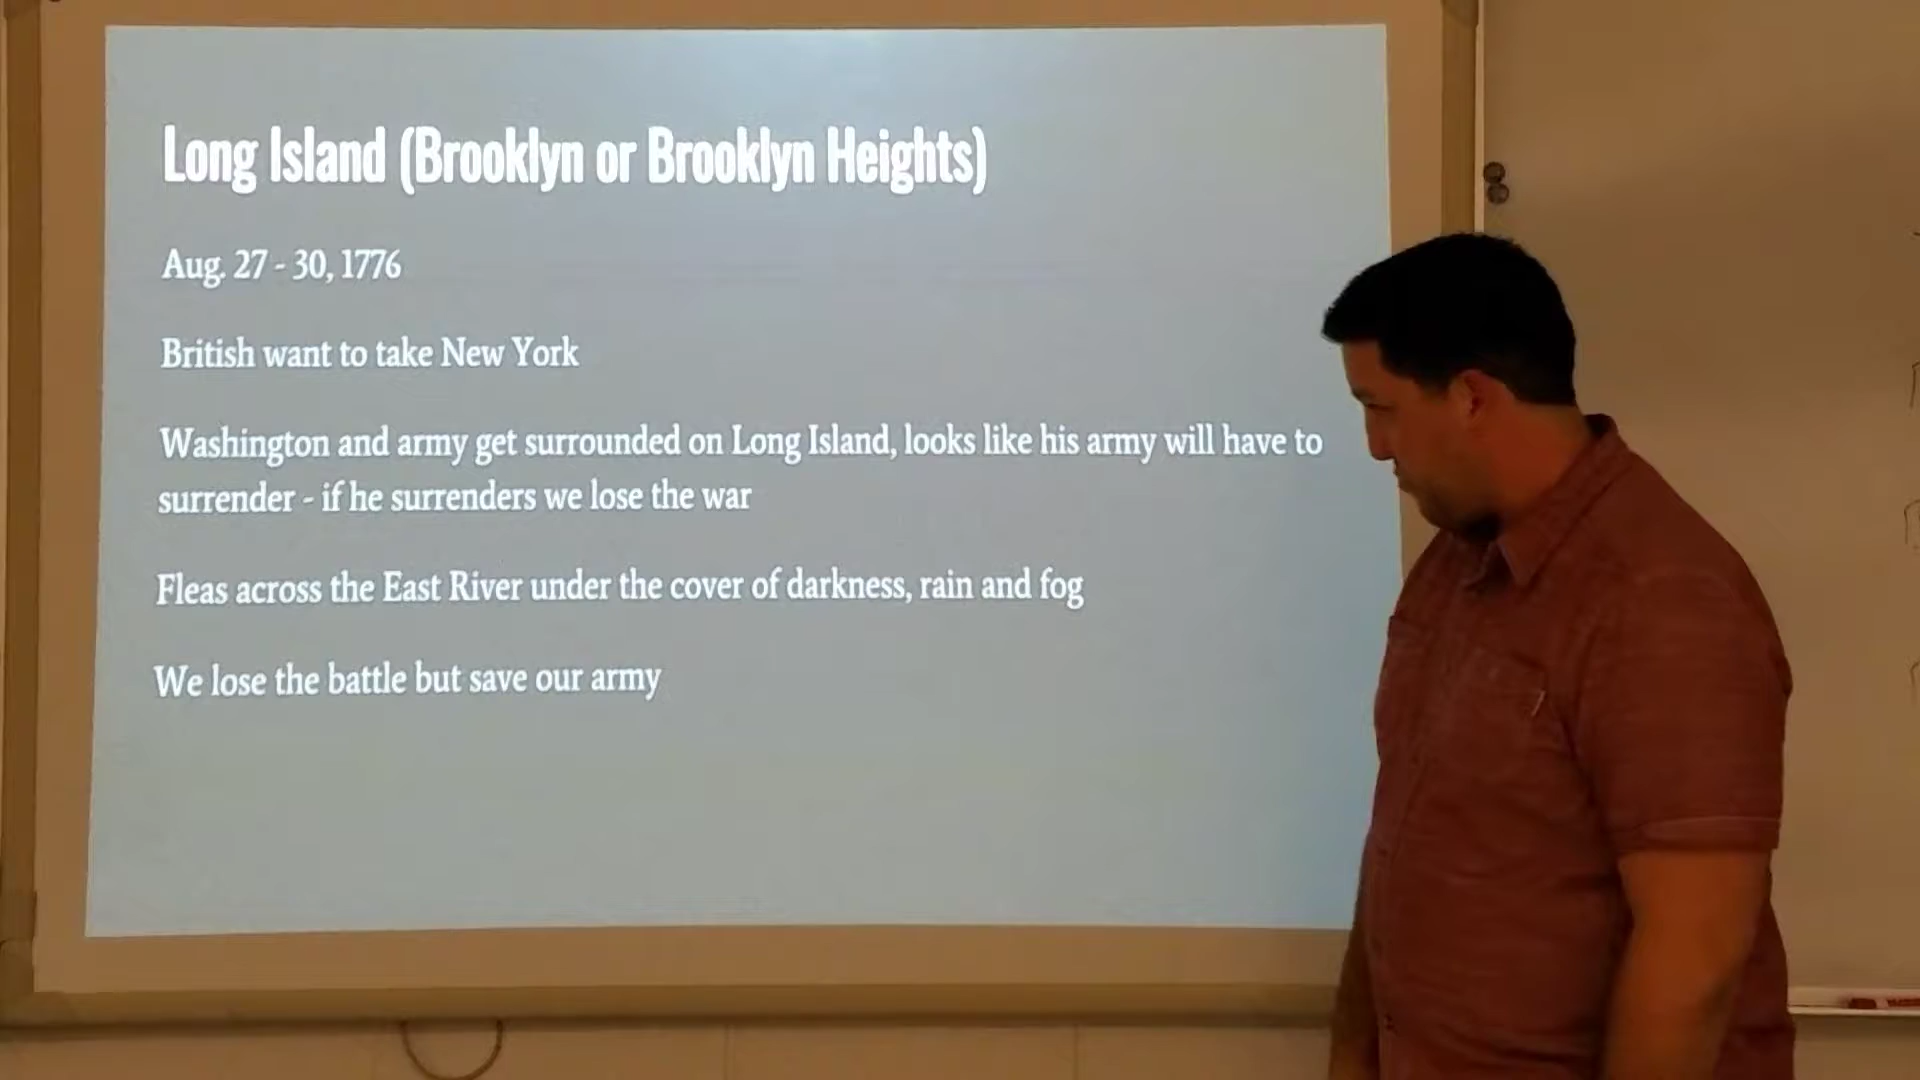 Long Island (Brooklyn or Brooklyn Heights)
Aug. 27 - 30, 1776
British want to take New York
Washington and army get surrounded on Long Island, looks like his army will have to
surrender - if he surrenders we lose the war
Fleas across the East River under the cover of darkness, rain and fog
We lose the battle but save our army